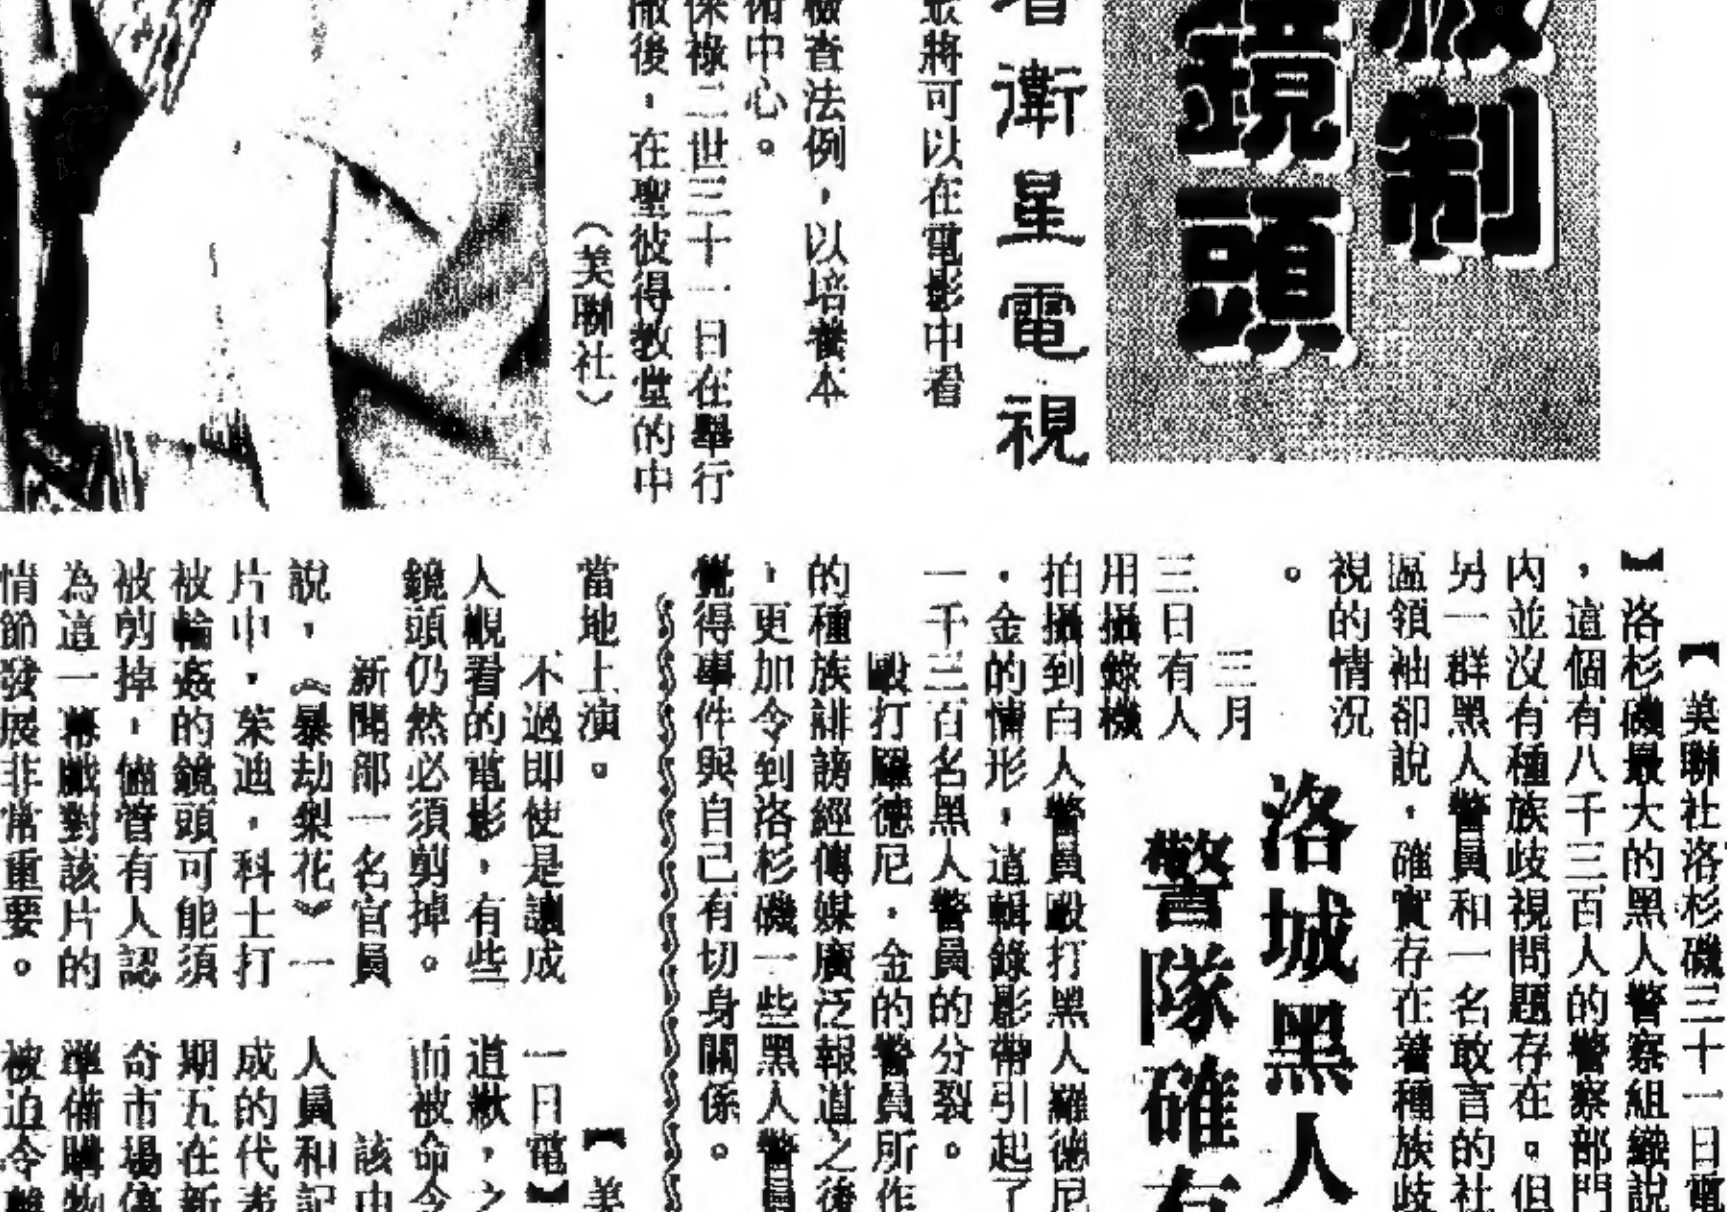 制
鏡頭
衛星電視
眾將可以在電影中看
檢查法例，以培養本
術中心。
保祿二世三十一日在舉行
撒後，在聖彼得教堂的中
（美聯社）
【美聯社洛杉磯三十一日電
】洛杉磯最大的黑人警察組織說
，這個有八千三百人的警察部門
內並沒有種族歧視問題存在。但
另一群黑人警員和一名敢言的社
區領袖卻說，確實存在着種族歧
視的情況
。
洛城黑人
警隊確有
三月
三日有人
用攝錄機
拍攝到白人警員毆打黑人羅德尼
，金的情形，這輯錄影帶引起了
一千三百名黑人警員的分裂。
毆打羅德尼，金的警員所作
的種族誹謗經傳媒廣泛報道之後
，更加令到洛杉磯一些黑人警員
覺得事件與自己有切身關係。
當地上演。
不過即使是讓成
人觀看的電影，有些
鏡頭仍然必須剪掉。
新聞部一名官員
說，《暴劫梨花》一
片中，茱迪，科士打
被輪姦的鏡頭可能須
被剪掉，儘管有人認
為這一幕戲對該片的
情節發展非常重要。
【美
一日電】
道歉，之
而被命令
該中
人員和記
成的代表
期五在新
奇市場停
準備購物
被迫令離